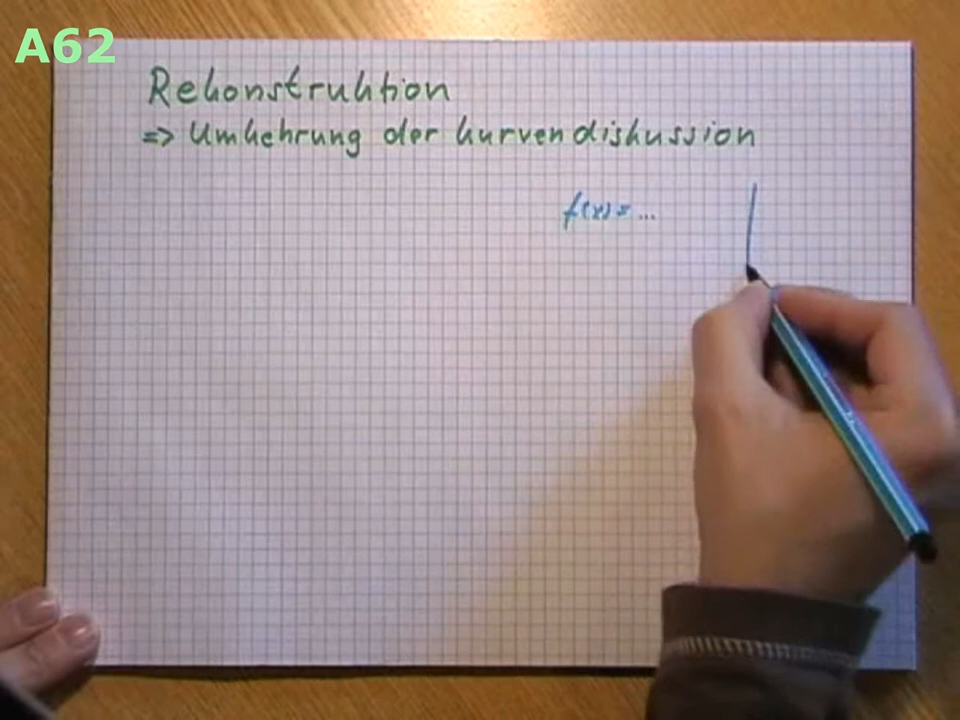 A62
Rekonstruktion
=> Umkehrung der kurvendiskussion
f(x) = ...